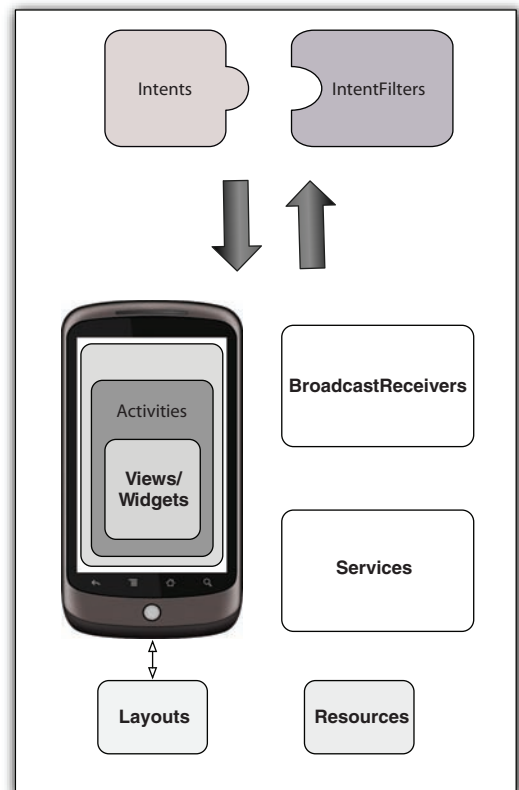 Intents
IntentFilters
Activities
Views/
Widgets
BroadcastReceivers
Services
Layouts
Resources